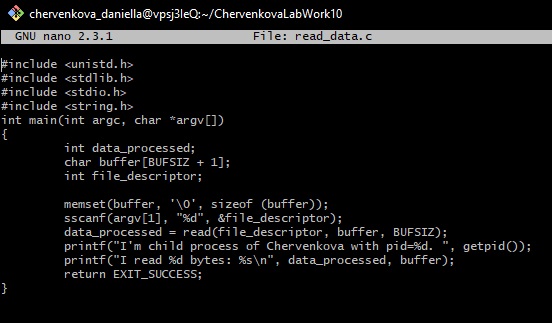 chervenkova_daniella@vpsj3IeQ:~/ChervenkovaLabWork10
GNU nano 2.3.1 File: read_data.c
#include <unistd.h>
#include <stdlib.h>
#include <stdio.h>
#include <string.h>
int main(int argc, char *argv[])
{
int data_processed;
char buffer[BUFSIZ + 1];
int file_descriptor;
memset(buffer, '\0', sizeof (buffer));
sscanf(argv[1], "%d", &file_descriptor);
data_processed = read(file_descriptor, buffer, BUFSIZ);
printf("I'm child process of Chervenkova with pid=%d. ", getpid());
printf("I read %d bytes: %s\n", data_processed, buffer);
return EXIT_SUCCESS;
}